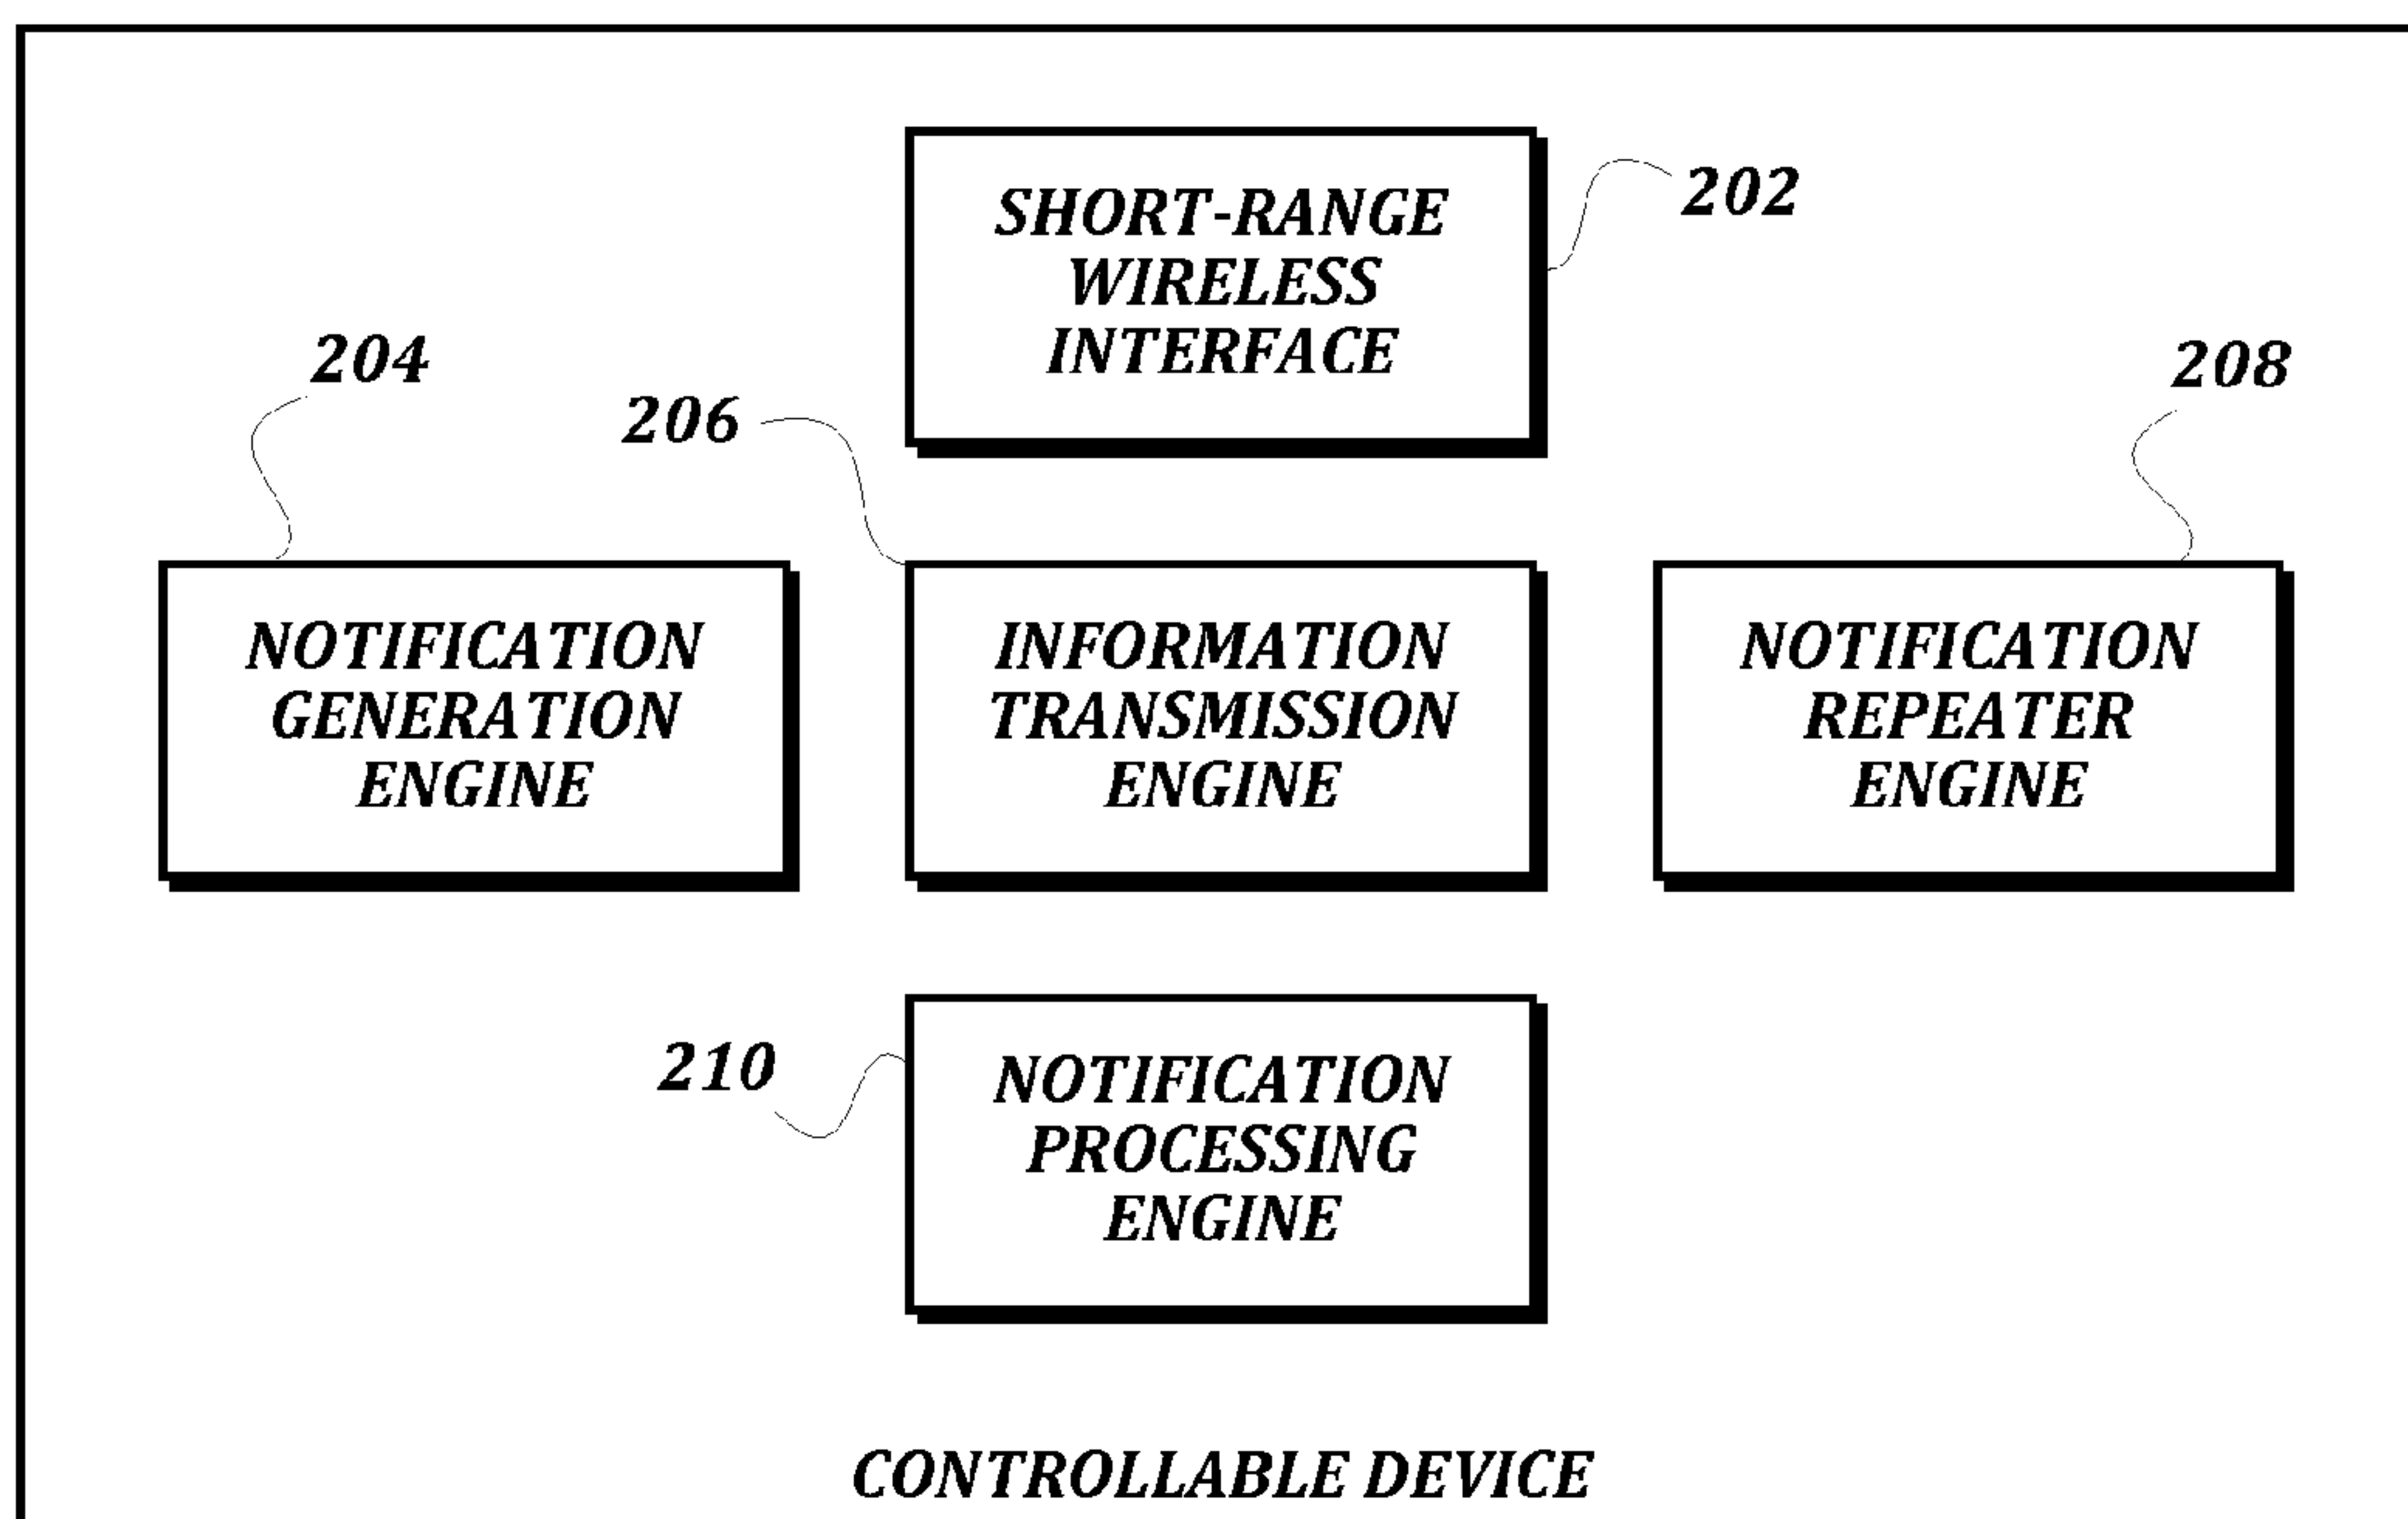 SHORT-RANGE
WIRELESS
INTERFACE
202
204
206
208
NOTIFICATION
GENERATION
ENGINE
INFORMATION
TRANSMISSION
ENGINE
NOTIFICATION
REPEATER
ENGINE
210
NOTIFICATION
PROCESSING
ENGINE
CONTROLLABLE DEVICE